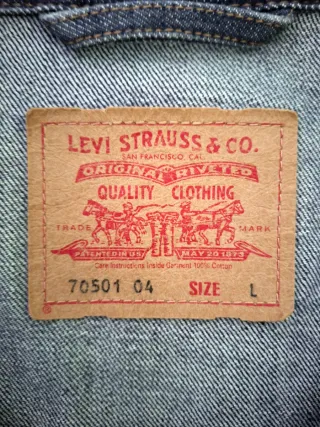 LEVI STRAUSS & CO.
SAN FRANCISCO, CAL.
ORIGINAL RIVETED
QUALITY CLOTHING
TRADE MARK
PATENTED IN U.S. MAY 20 1873
Care Instructions Inside Garment 100% Cotton
70501 04 SIZE L
®